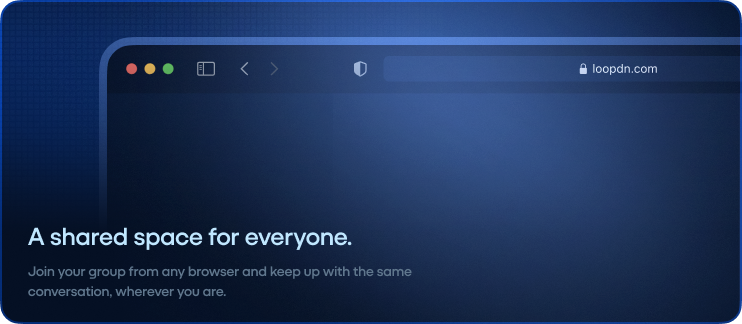 loopdn.com
A shared space for everyone.
Join your group from any browser and keep up with the same
conversation, wherever you are.